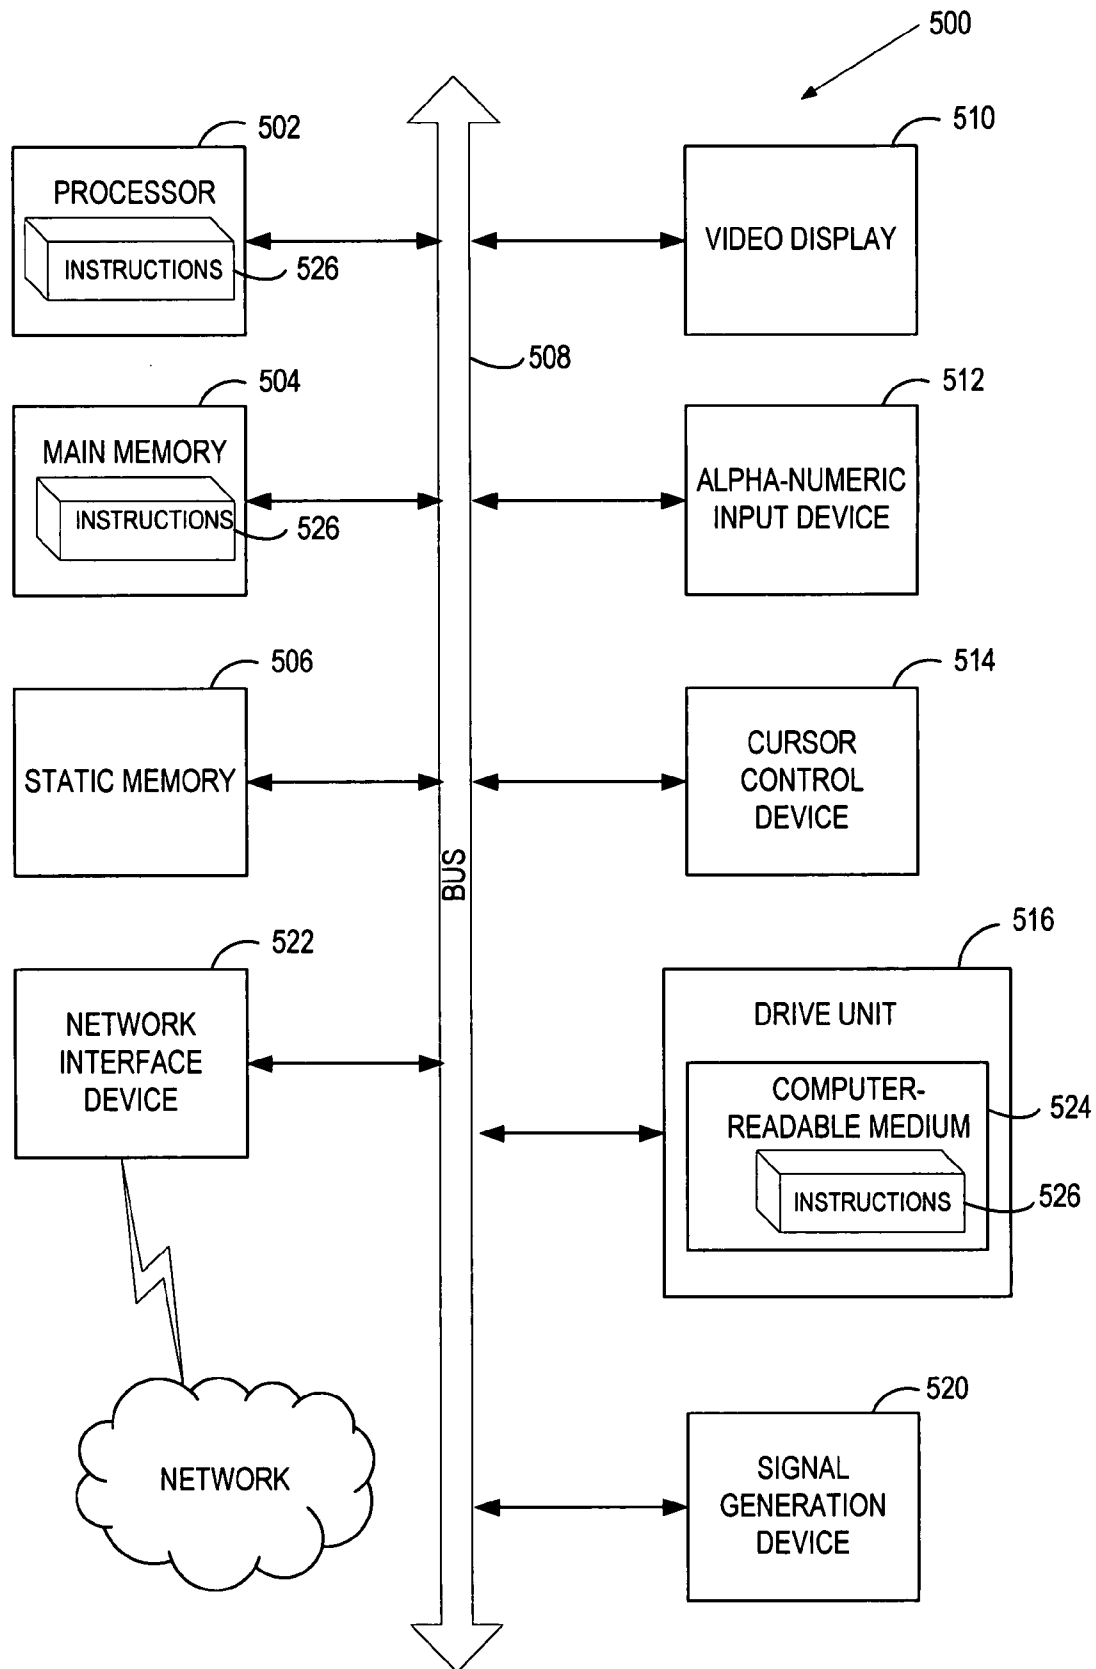 500
502
PROCESSOR
INSTRUCTIONS
526
510
VIDEO DISPLAY
508
504
MAIN MEMORY
INSTRUCTIONS
526
512
ALPHA-NUMERIC
INPUT DEVICE
506
STATIC MEMORY
514
CURSOR
CONTROL
DEVICE
BUS
522
NETWORK
INTERFACE
DEVICE
516
DRIVE UNIT
COMPUTER-
READABLE MEDIUM
524
INSTRUCTIONS
526
NETWORK
520
SIGNAL
GENERATION
DEVICE